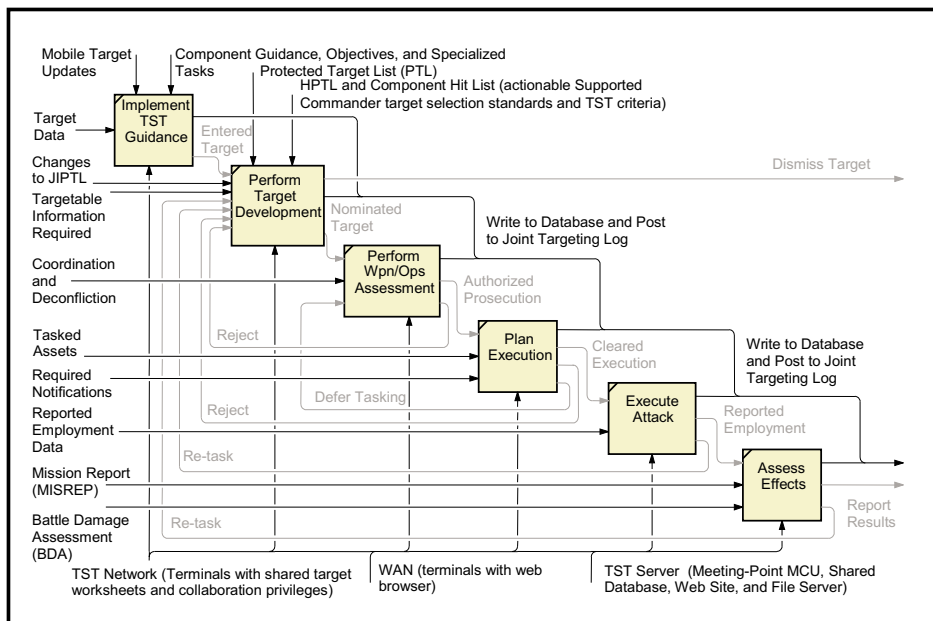 Mobile Target
Updates
Component Guidance, Objectives, and Specialized
Tasks
Protected Target List (PTL)
HPTL and Component Hit List (actionable Supported
Commander target selection standards and TST criteria)
Implement
TST
Guidance
Target
Data
Entered
Target
Changes
to JIPTL
Targetable
Information
Required
Perform
Target
Development
Dismiss Target
Nominated
Target
Write to Database and Post
to Joint Targeting Log
Coordination and
Deconfliction
Perform
Wpn/Ops
Assessment
Authorized
Prosecution
Reject
Tasked
Assets
Plan
Execution
Cleared
Execution
Write to Database
and Post to Joint
Targeting Log
Required
Notifications
Defer Tasking
Reject
Reported
Employment
Data
Execute
Attack
Reported
Employment
Re-task
Mission Report
(MISREP)
Assess
Effects
Report
Results
Battle Damage
Assessment
(BDA)
Re-task
TST Network (Terminals with shared target
worksheets and collaboration privileges)
WAN (terminals with web
browser)
TST Server (Meeting-Point MCU, Shared
Database, Web Site, and File Server)